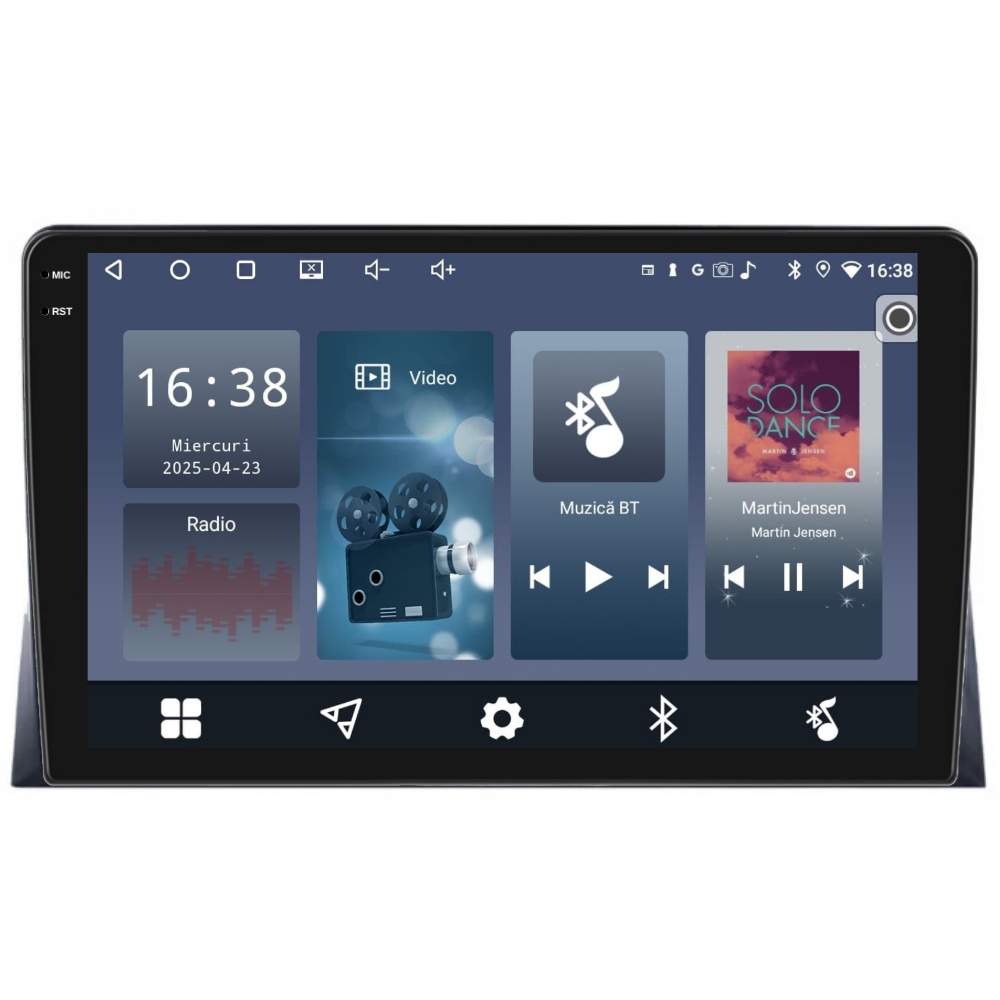 MIC
RST
G
16:38
16:38
Miercuri
2025-04-23
Radio
Video
Muzică BT
SOLO
DANCE
MARTIN JENSEN
MartinJensen
Martin Jensen